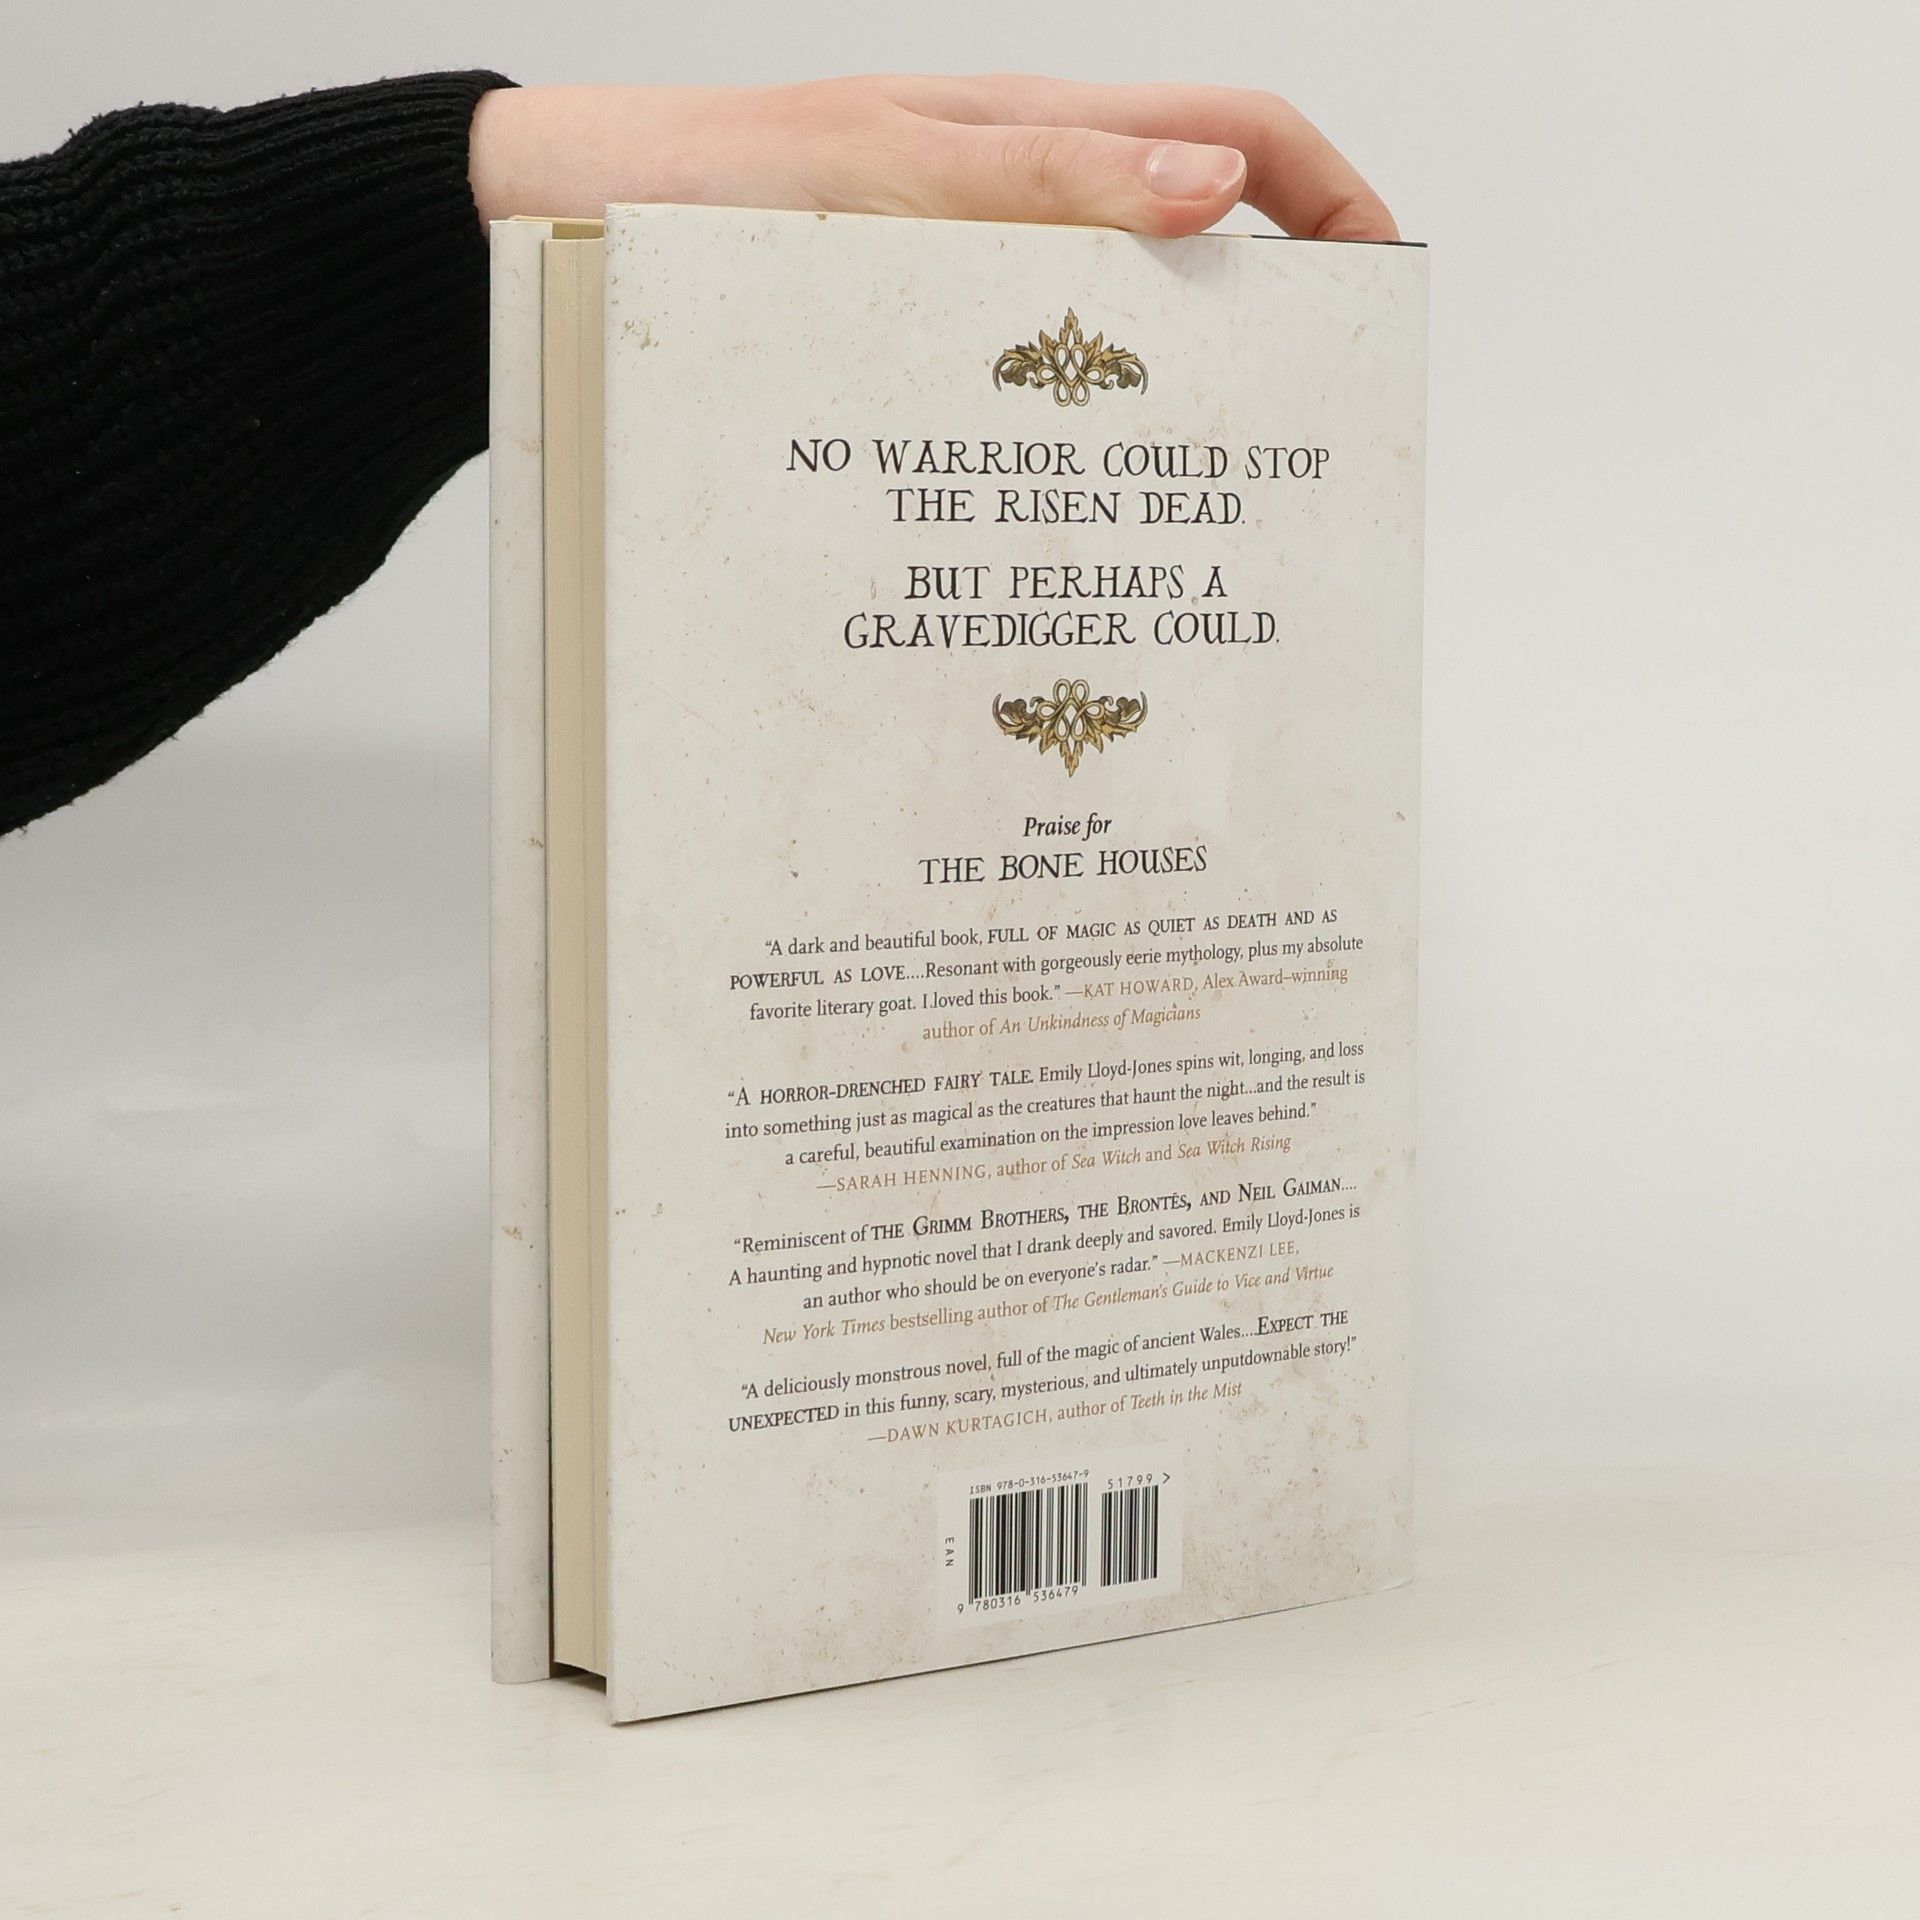 NO WARRIOR COULD STOP
THE RISEN DEAD.
BUT PERHAPS A
GRAVEDIGGER COULD.
Praise for
THE BONE HOUSES
“A dark and beautiful book, FULL OF MAGIC AS QUIET AS DEATH AND AS
POWERFUL AS LOVE....Resonant with gorgeously eerie mythology, plus my absolute
favorite literary goat. I loved this book.” —KAT HOWARD, Alex Award–winning
author of An Unkindness of Magicians
“A HORROR-DRENCHED FAIRY TALE. Emily Lloyd-Jones spins wit, longing, and loss
into something just as magical as the creatures that haunt the night...and the result is
a careful, beautiful examination on the impression love leaves behind.”
—SARAH HENNING, author of Sea Witch and Sea Witch Rising
“Reminiscent of THE GRIMM BROTHERS, THE BRONTËS, AND NEIL GAIMAN....
A haunting and hypnotic novel that I drank deeply and savored. Emily Lloyd-Jones is
an author who should be on everyone’s radar.” —MACKENZI LEE,
New York Times bestselling author of The Gentleman’s Guide to Vice and Virtue
“A deliciously monstrous novel, full of the magic of ancient Wales....EXPECT THE
UNEXPECTED in this funny, scary, mysterious, and ultimately unputdownable story!”
—DAWN KURTAGICH, author of Teeth in the Mist
ISBN 978-0-316-53647-9
51799 >
EAN
9 780316 536479